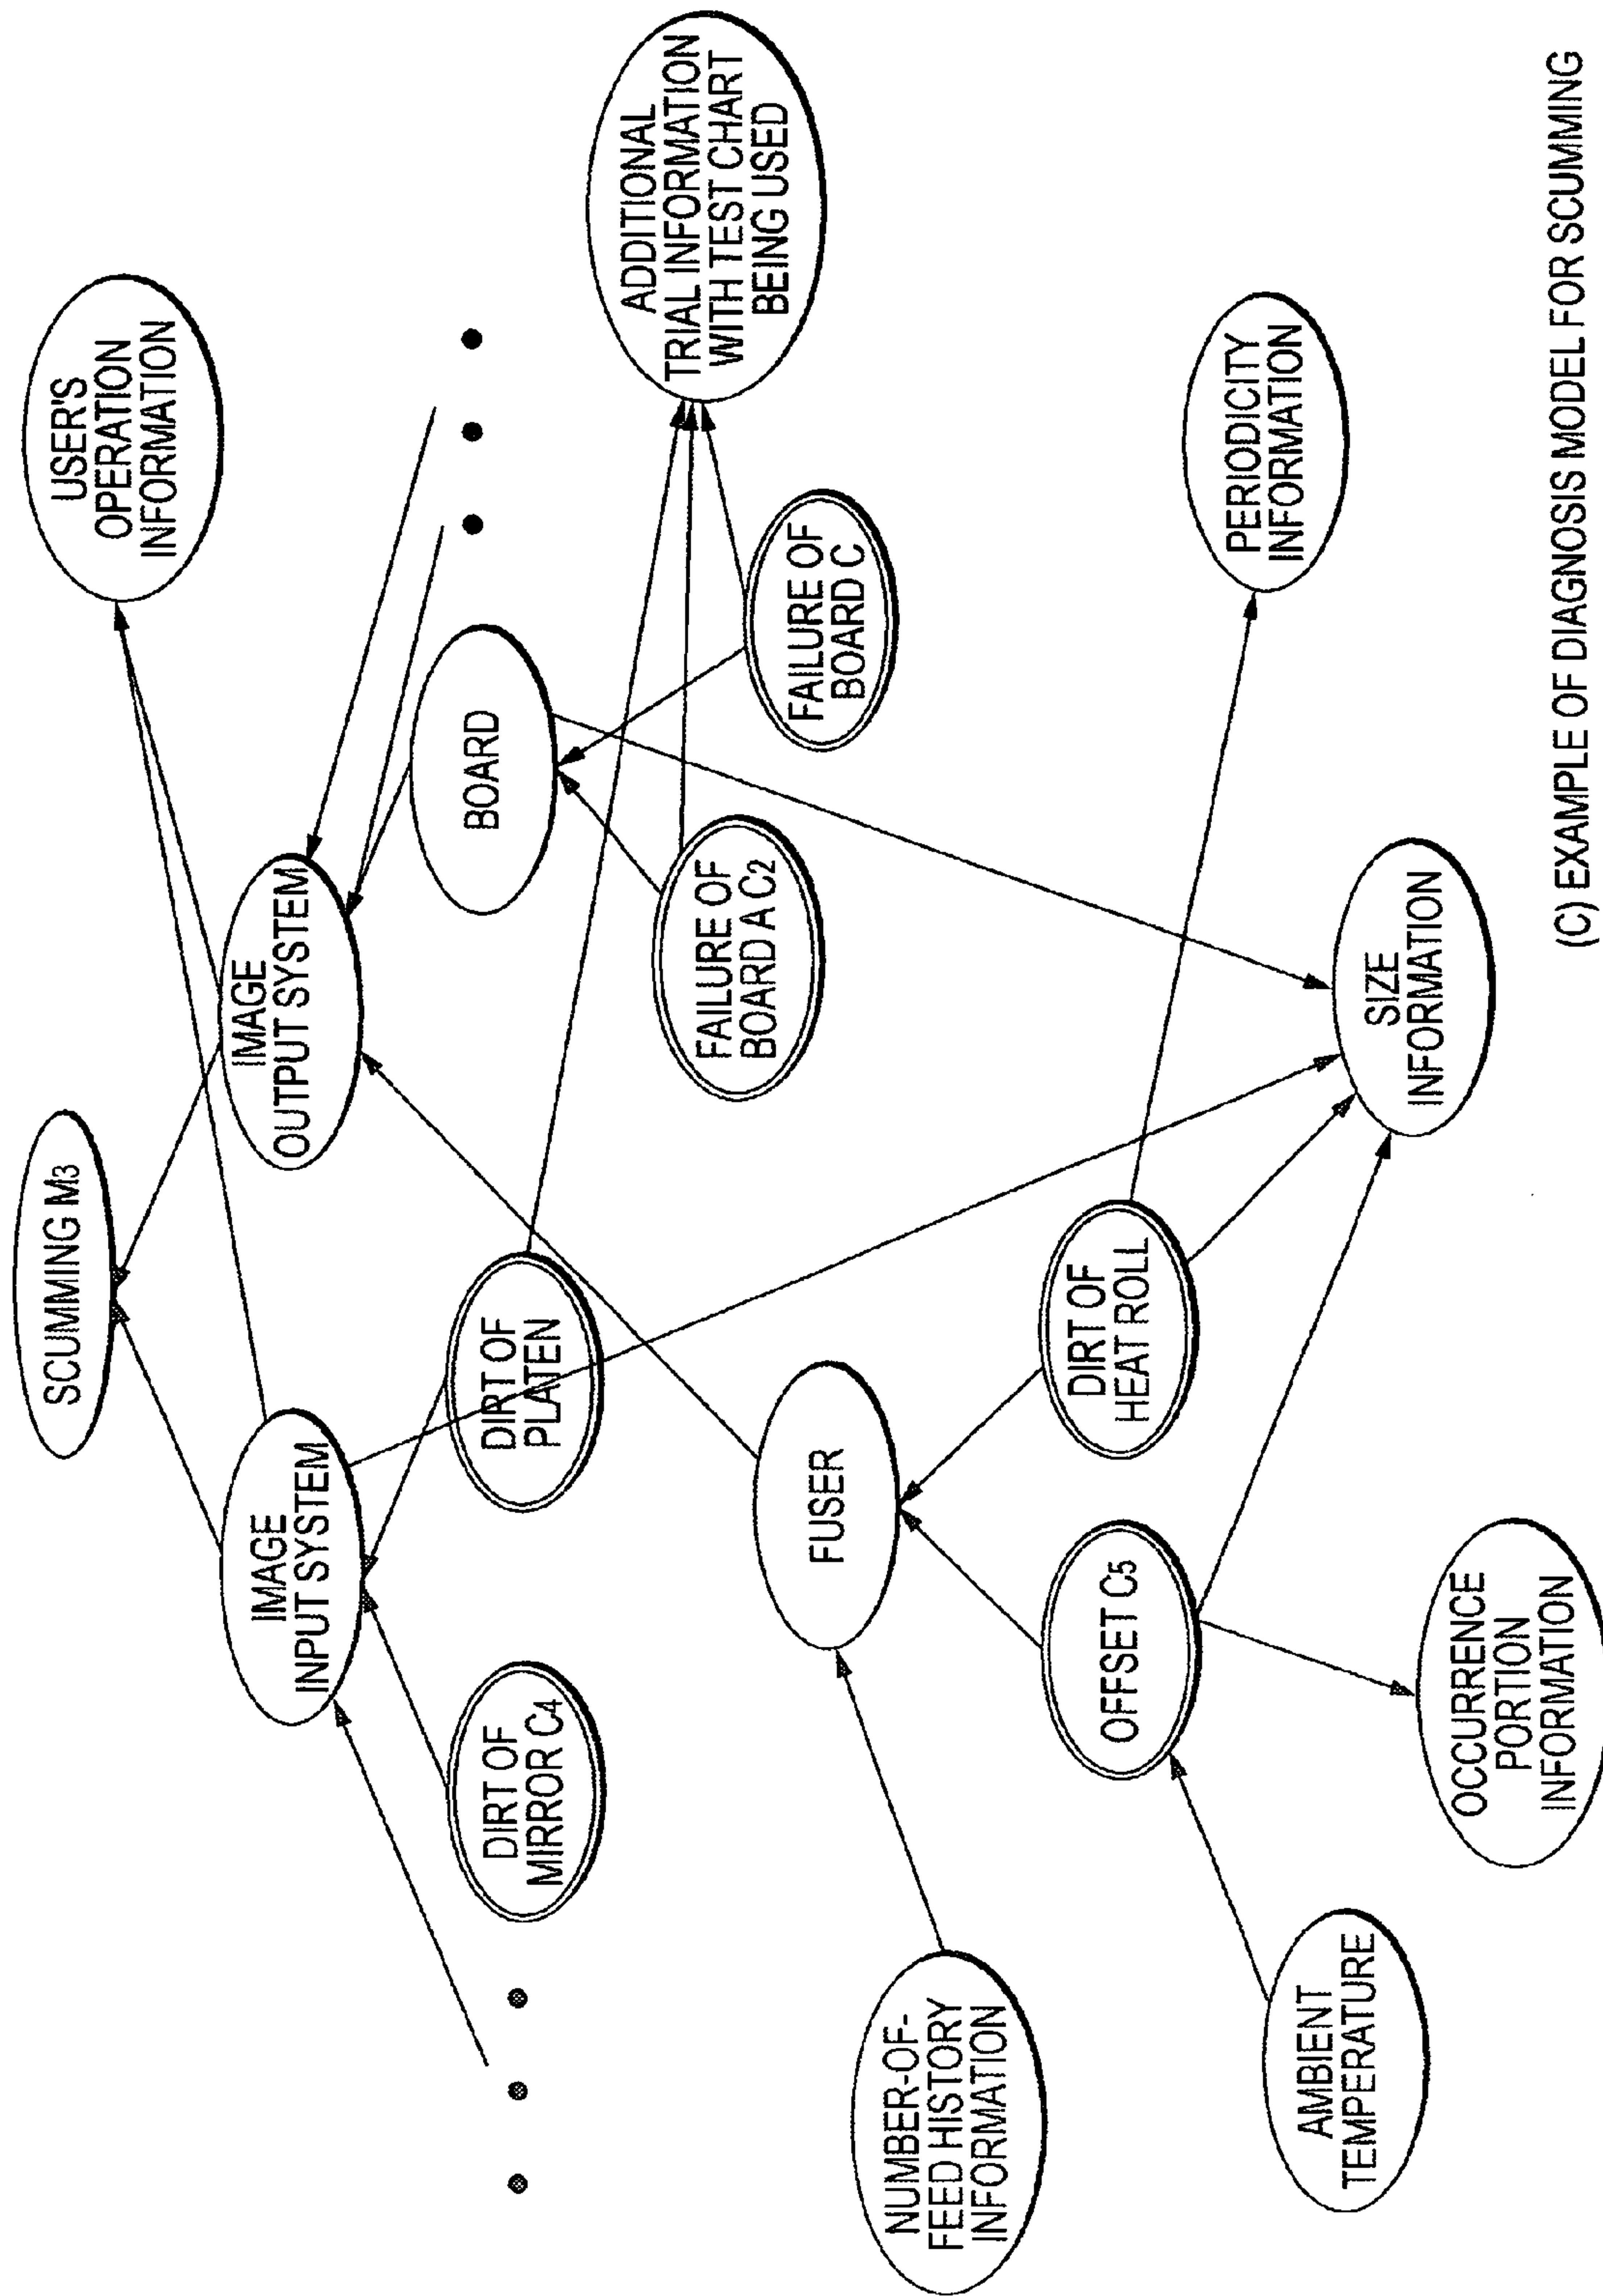 SCUMMING M3
USER'S
OPERATION
INFORMATION
IMAGE
INPUT SYSTEM
IMAGE
OUTPUT SYSTEM
DIRT OF
MIRROR C4
DIRT OF
PLATEN
BOARD
FAILURE OF
BOARD A C2
FAILURE OF
BOARD C
ADDITIONAL
TRIAL INFORMATION
WITH TEST CHART
BEING USED
NUMBER-OF-
FEED HISTORY
INFORMATION
FUSER
OFFSET C5
DIRT OF
HEAT ROLL
PERIODICITY
INFORMATION
AMBIENT
TEMPERATURE
OCCURRENCE
PORTION
INFORMATION
SIZE
INFORMATION
(C) EXAMPLE OF DIAGNOSIS MODEL FOR SCUMMING